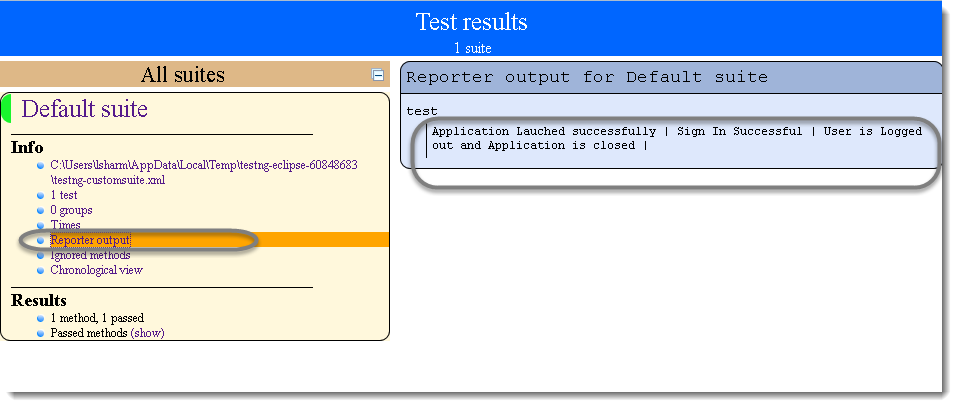 Test results
1 suite
All suites
Default suite
Info
C:\Users\lsharm\AppData\Local\Temp\testng-eclipse-60848683
\testng-customsuite.xml
1 test
0 groups
Times
Reporter output
Ignored methods
Chronological view
Results
1 method, 1 passed
Passed methods (show)
Reporter output for Default suite
test
Application Lauched successfully | Sign In Successful | User is Logged
out and Application is closed |